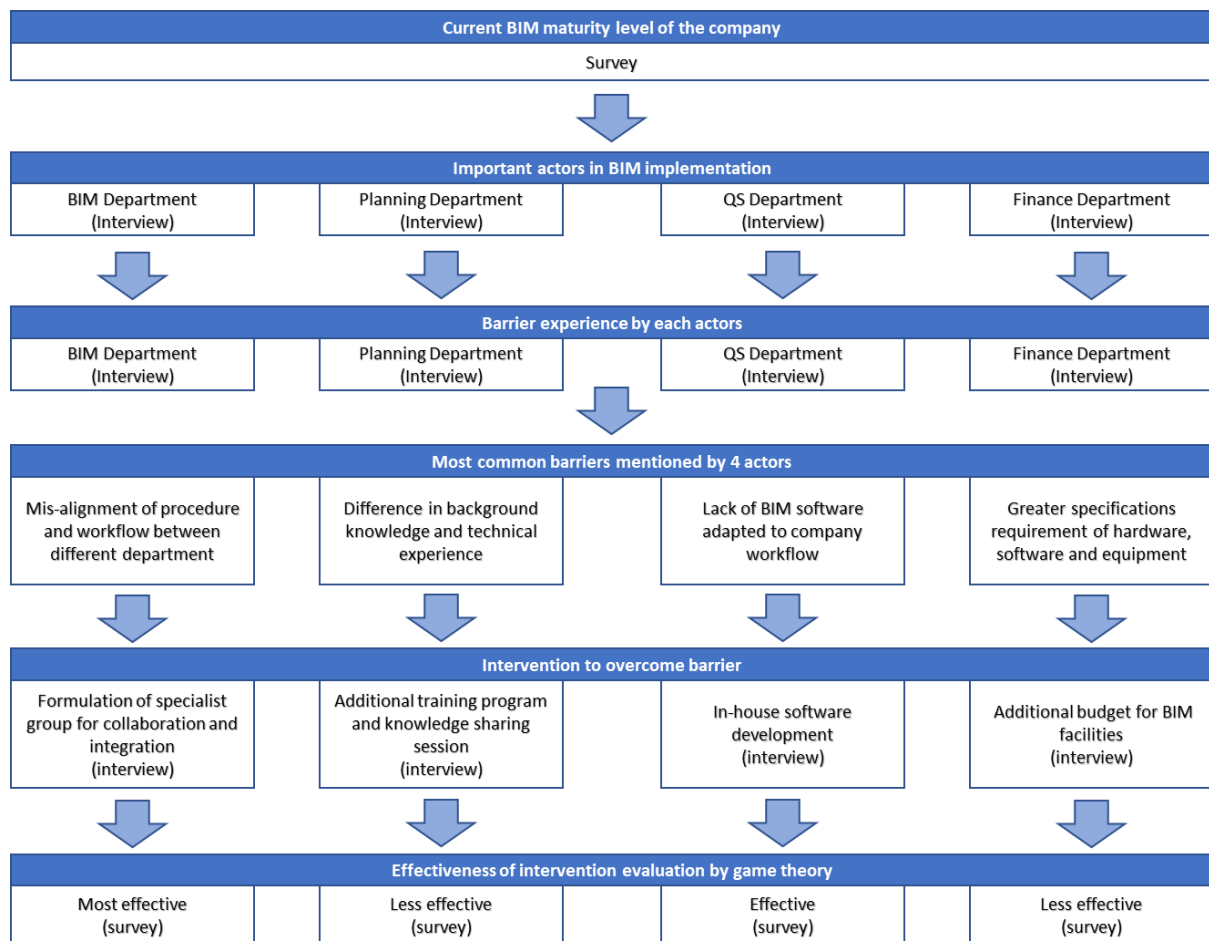 Current BIM maturity level of the company
Survey
Important actors in BIM implementation
BIM Department
(Interview)
Planning Department
(Interview)
QS Department
(Interview)
Finance Department
(Interview)
Barrier experience by each actors
BIM Department
(Interview)
Planning Department
(Interview)
QS Department
(Interview)
Finance Department
(Interview)
Most common barriers mentioned by 4 actors
Mis-alignment of procedure
and workflow between
different department
Difference in background
knowledge and technical
experience
Lack of BIM software
adapted to company
workflow
Greater specifications
requirement of hardware,
software and equipment
Intervention to overcome barrier
Formulation of specialist
group for collaboration and
integration
(interview)
Additional training program
and knowledge sharing
session
(interview)
In-house software
development
(interview)
Additional budget for BIM
facilities
(interview)
Effectiveness of intervention evaluation by game theory
Most effective
(survey)
Less effective
(survey)
Effective
(survey)
Less effective
(survey)